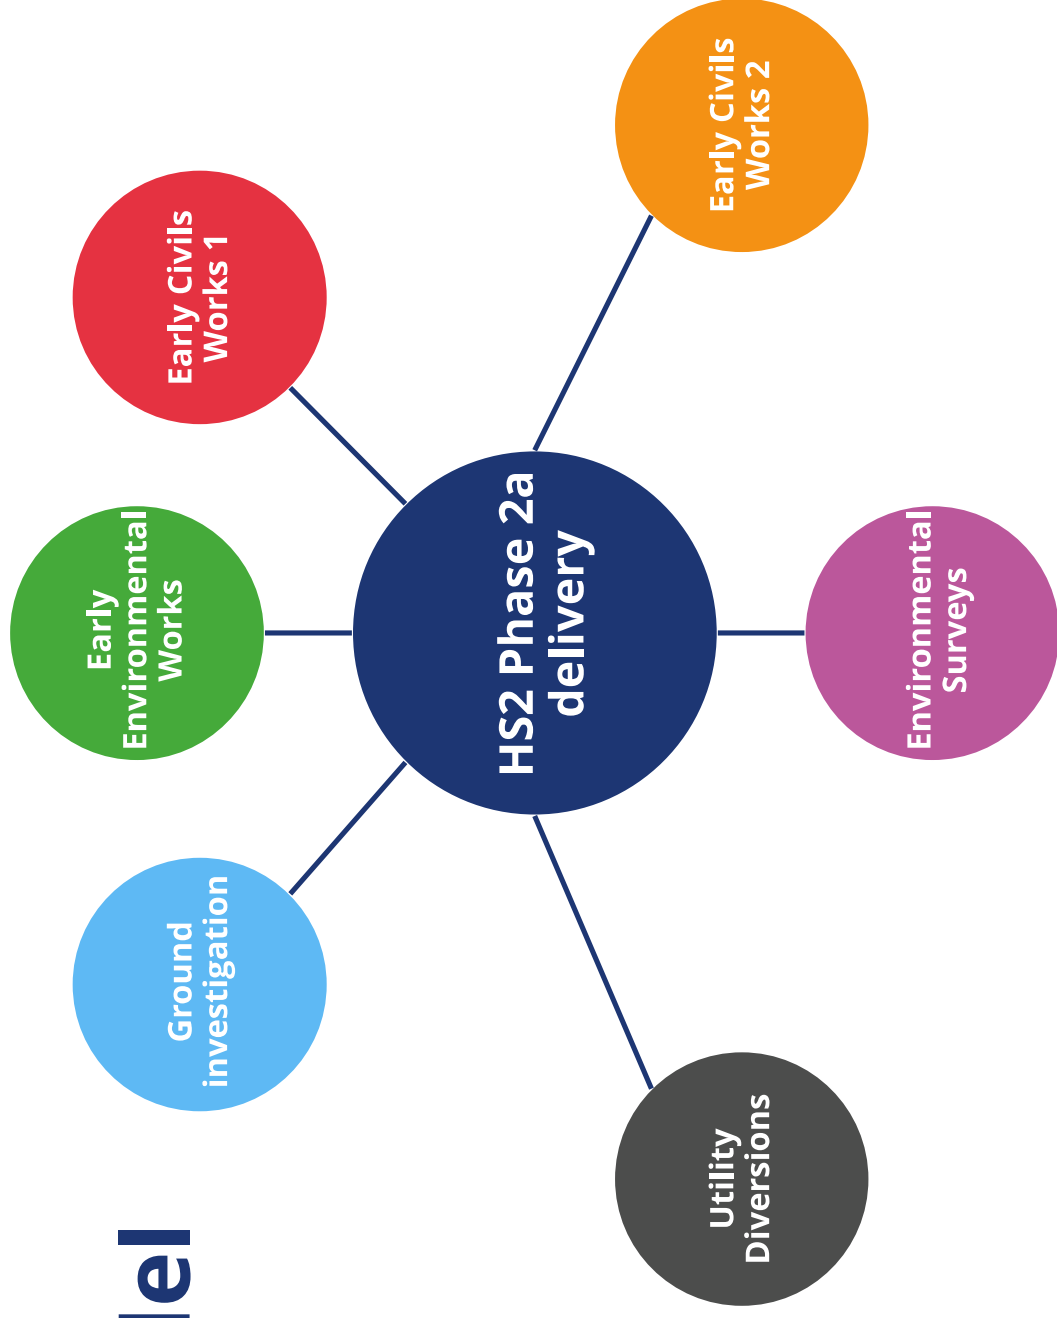 el
Ground
investigation
Early
Environmental
Works
Early Civils
Works 1
HS2 Phase 2a
delivery
Utility
Diversions
Environmental
Surveys
Early Civils
Works 2